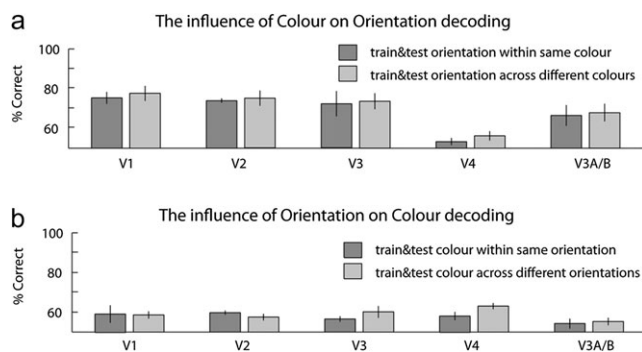 a
The influence of Colour on Orientation decoding
100
80
60
% Correct
train&test orientation within same colour
train&test orientation across different colours
V1 V2 V3 V4 V3A/B
b
The influence of Orientation on Colour decoding
100
80
60
% Correct
train&test colour within same orientation
train&test colour across different orientations
V1 V2 V3 V4 V3A/B